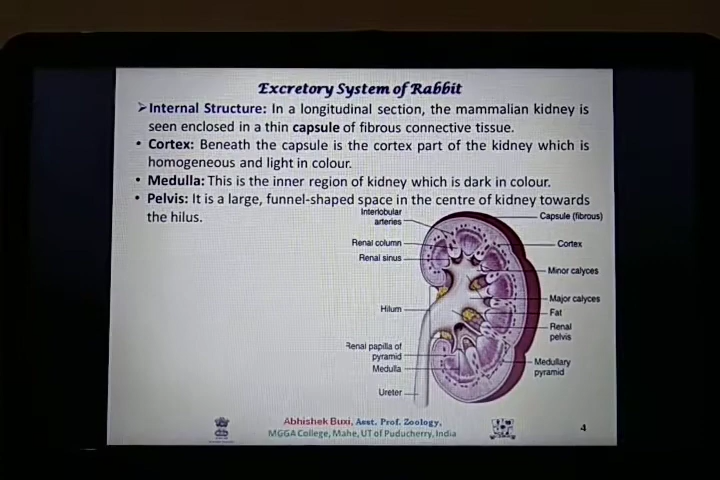 Excretory System of Rabbit
➢Internal Structure: In a longitudinal section, the mammalian kidney is
seen enclosed in a thin capsule of fibrous connective tissue.
• Cortex: Beneath the capsule is the cortex part of the kidney which is
homogeneous and light in colour.
• Medulla: This is the inner region of kidney which is dark in colour.
• Pelvis: It is a large, funnel-shaped space in the centre of kidney towards
the hilus.
Interlobular
arteries
Renal column
Renal sinus
Hilum
Renal papilla of
pyramid
Medulla
Ureter
Capsule (fibrous)
Cortex
Minor calyces
Major calyces
Fat
Renal
pelvis
Medullary
pyramid
Abhishek Buxi, Asst. Prof. Zoology,
MGGA College, Mahe, UT of Puducherry, India
4